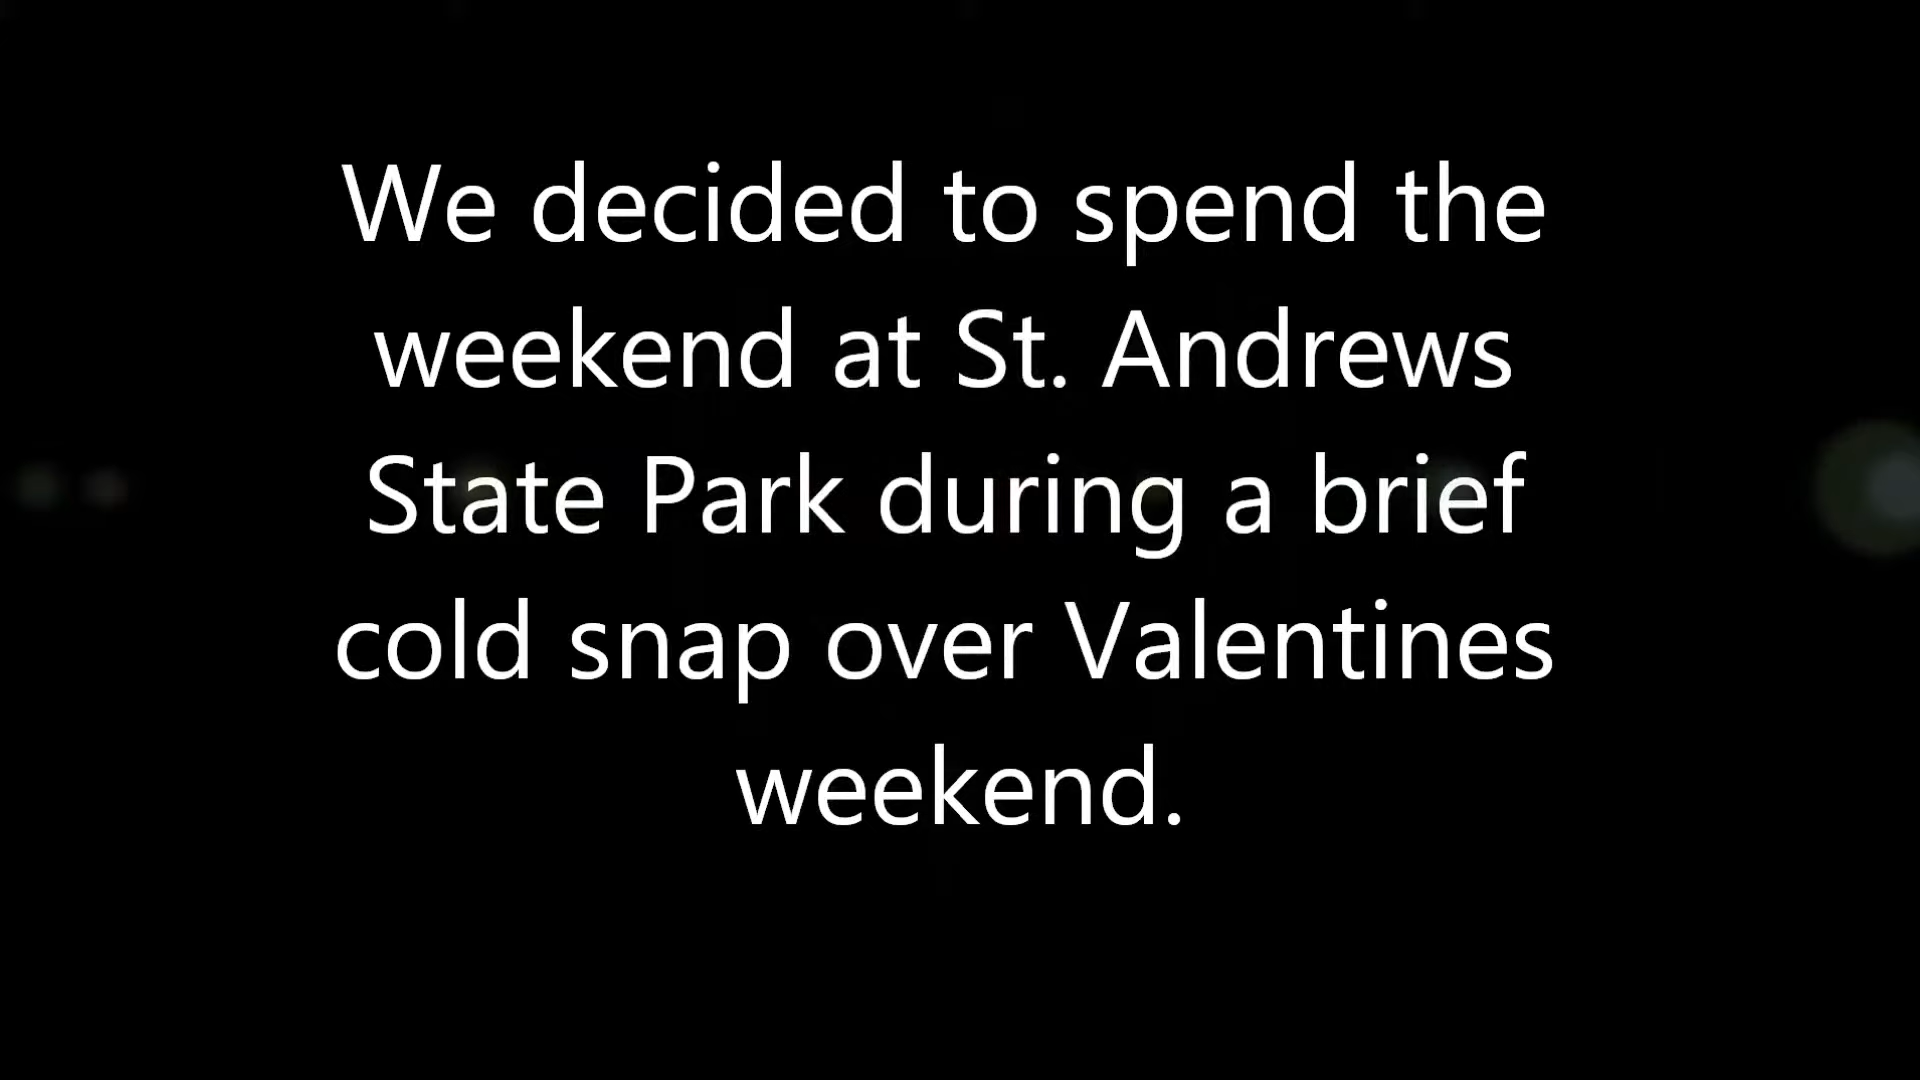 We decided to spend the
weekend at St. Andrews
State Park during a brief
cold snap over Valentines
weekend.